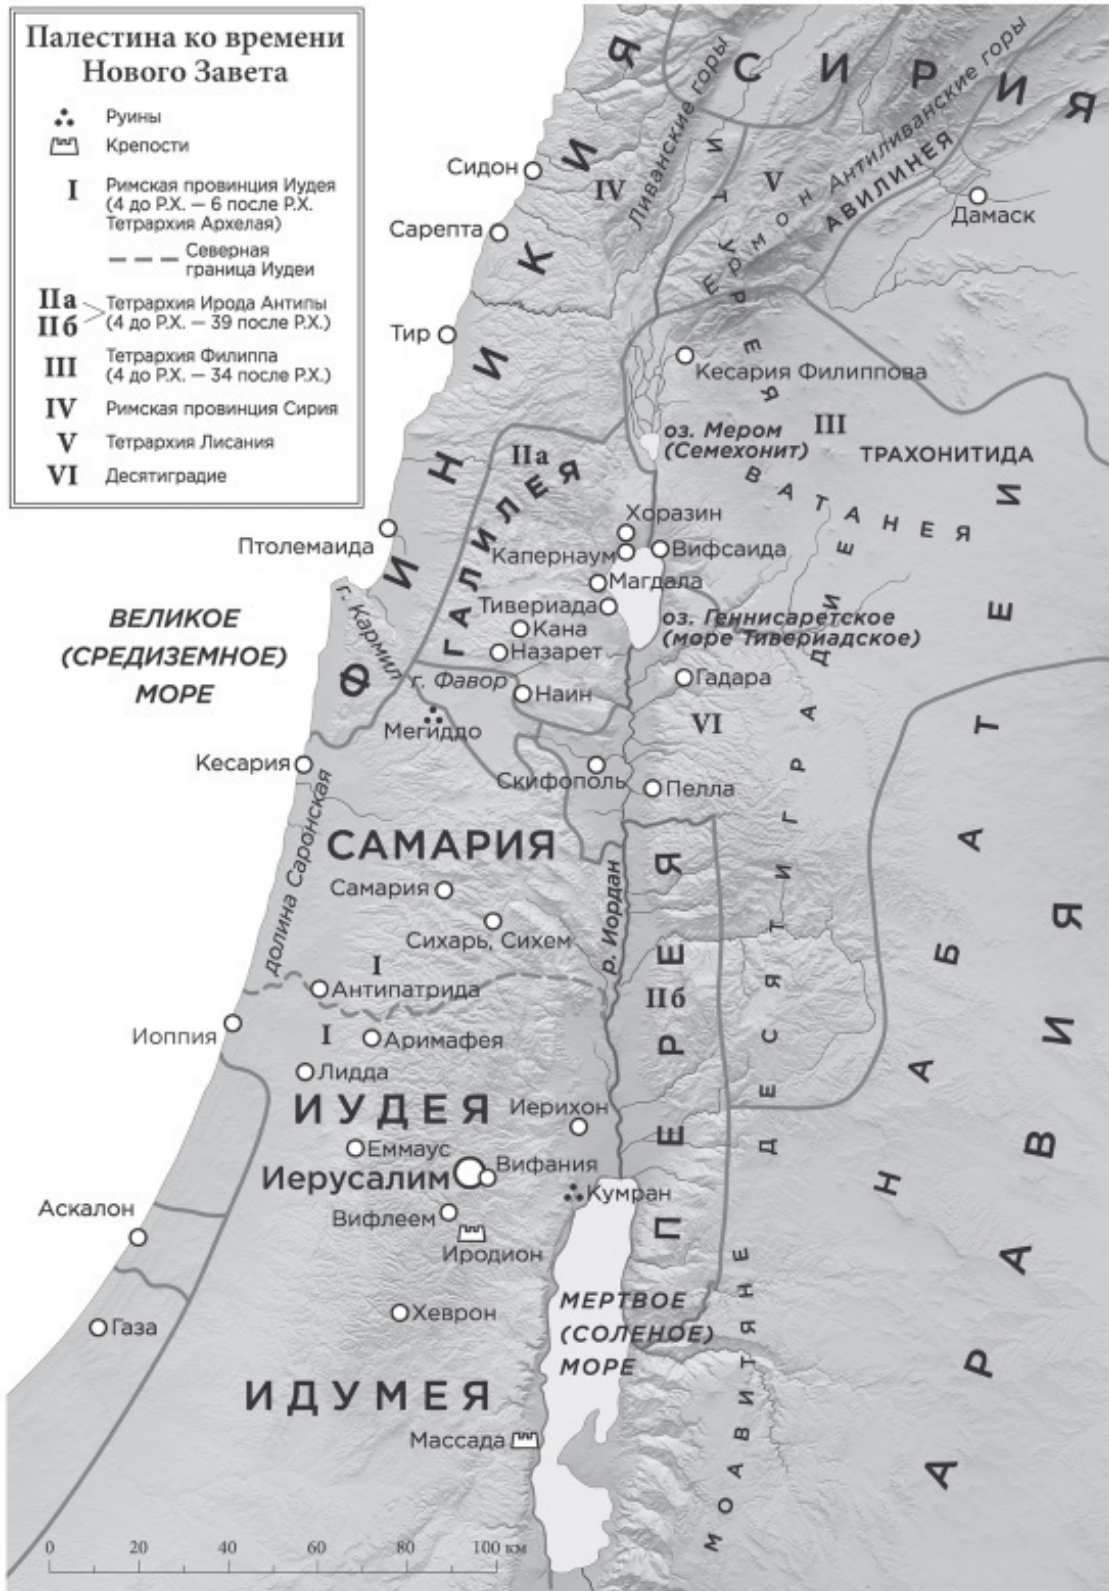 Палестина ко времени
Нового Завета
Руины
Крепости
I
Римская провинция Иудея
(4 до Р.Х. — 6 после Р.Х.
Тетрархия Архелая)
Северная
граница Иудеи
IIа
IIб
Тетрархия Ирода Антипы
(4 до Р.Х. — 39 после Р.Х.)
III
Тетрархия Филиппа
(4 до Р.Х. — 34 после Р.Х.)
IV
Римская провинция Сирия
V
Тетрархия Лисания
VI
Десятиградие
СИРИЯ
ФИНИКИЯ
Ливанские горы
Антиливанские горы
Ермон
ИТУРЕЯ
АВИЛИНЕЯ
IV
V
Сидон
Дамаск
Сарепта
Тир
Кесария Филиппова
III
оз. Мером
(Семехонит)
ТРАХОНИТИДА
ВАТАНЕЯ
IIа
ГАЛИЛЕЯ
Хоразин
Птолемаида
Капернаум
Вифсаида
Магдала
Тивериада
ВЕЛИКОЕ
(СРЕДИЗЕМНОЕ)
МОРЕ
г. Кармил
оз. Геннисаретское
(море Тивериадское)
Кана
Назарет
г. Фавор
Гадара
Наин
VI
Мегиддо
Кесария
Скифополь
Пелла
долина Саронская
САМАРИЯ
Самария
Сихарь, Сихем
р. Иордан
ПЕРЕЯ
IIб
ДЕСЯТИГРАДИЕ
НАБАТЕИ
АРАВИЯ
I
Антипатрида
Иоппия
I
Аримафея
Лидда
ИУДЕЯ
Иерихон
Еммаус
Иерусалим
Вифания
Кумран
Аскалон
Вифлеем
Иродион
МЕРТВОЕ
(СОЛЕНОЕ)
МОРЕ
Хеврон
Газа
ИДУМЕЯ
МОАВИТЯНЕ
Массада
0 20 40 60 80 100 км